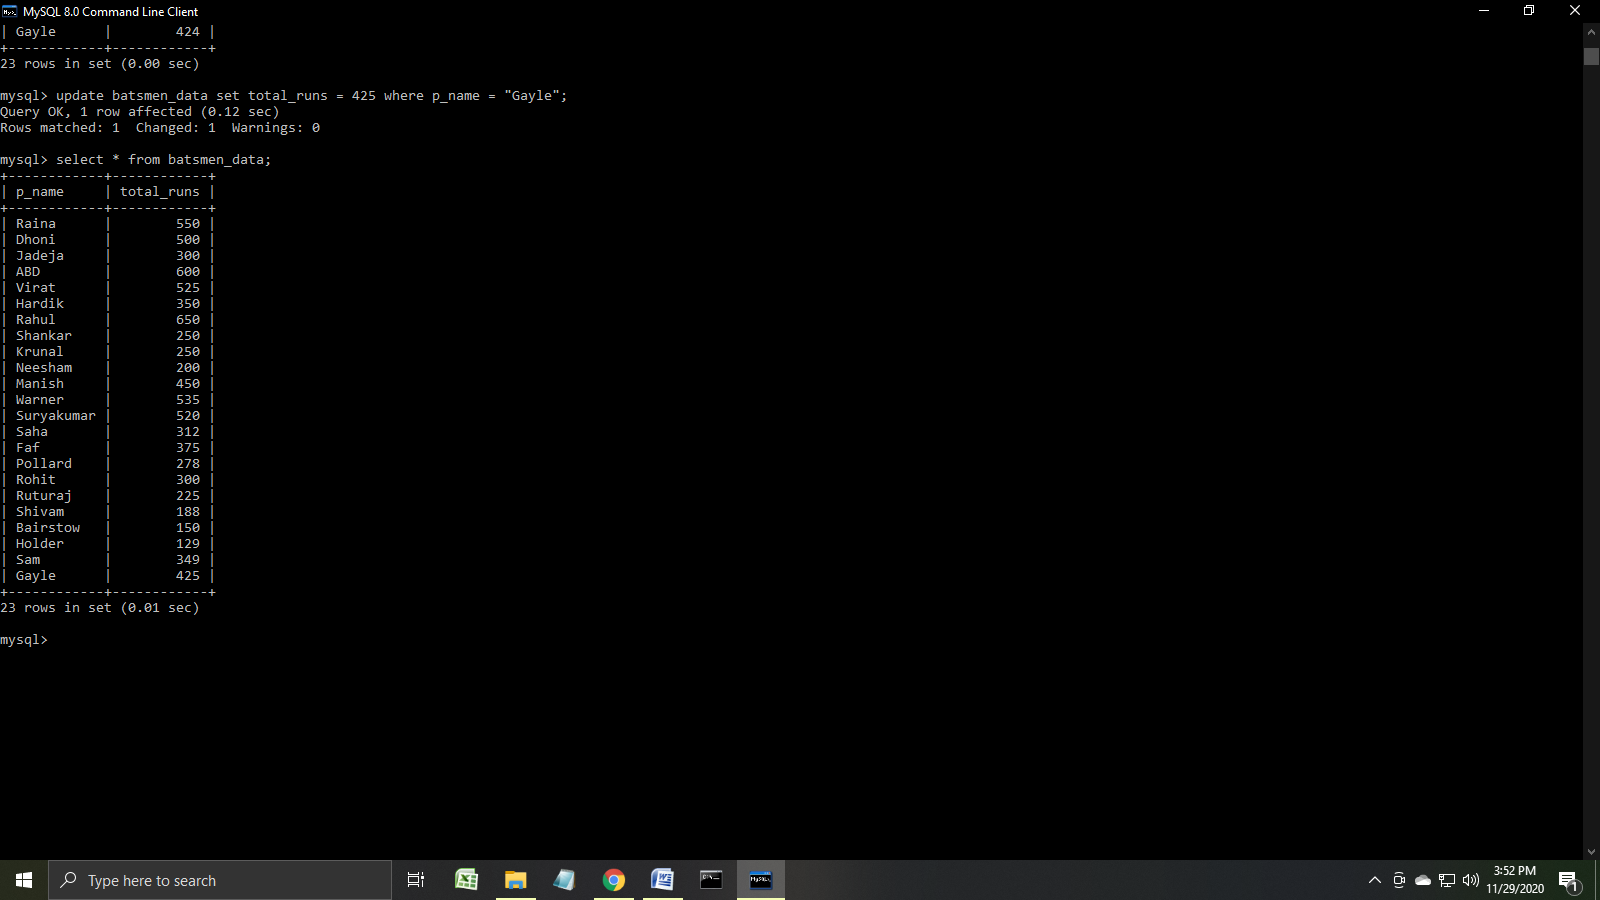 MySQL 8.0 Command Line Client
| Gayle      |        424 |
+------------+------------+
23 rows in set (0.00 sec)
mysql> update batsmen_data set total_runs = 425 where p_name = "Gayle";
Query OK, 1 row affected (0.12 sec)
Rows matched: 1  Changed: 1  Warnings: 0
mysql> select * from batsmen_data;
+------------+------------+
| p_name     | total_runs |
+------------+------------+
| Raina      |        550 |
| Dhoni      |        500 |
| Jadeja     |        300 |
| ABD        |        600 |
| Virat      |        525 |
| Hardik     |        350 |
| Rahul      |        650 |
| Shankar    |        250 |
| Krunal     |        250 |
| Neesham    |        200 |
| Manish     |        450 |
| Warner     |        535 |
| Suryakumar |        520 |
| Saha       |        312 |
| Faf        |        375 |
| Pollard    |        278 |
| Rohit      |        300 |
| Ruturaj    |        225 |
| Shivam     |        188 |
| Bairstow   |        150 |
| Holder     |        129 |
| Sam        |        349 |
| Gayle      |        425 |
+------------+------------+
23 rows in set (0.01 sec)
mysql>
Type here to search
3:52 PM
11/29/2020
1